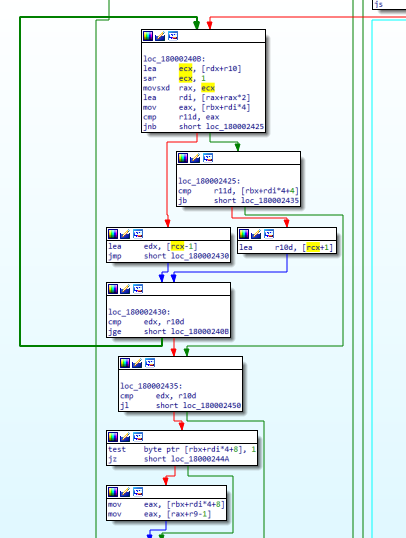 js
loc_18000240B:
lea ecx, [rdx+r10]
sar ecx, 1
movsxd rax, ecx
lea rdi, [rax+rax*2]
mov eax, [rbx+rdi*4]
cmp r11d, eax
jnb short loc_180002425
loc_180002425:
cmp r11d, [rbx+rdi*4+4]
jb short loc_180002435
lea edx, [rcx-1]
jmp short loc_180002430
lea r10d, [rcx+1]
loc_180002430:
cmp edx, r10d
jge short loc_18000240B
loc_180002435:
cmp edx, r10d
jl short loc_180002450
test byte ptr [rbx+rdi*4+8], 1
jz short loc_18000244A
mov eax, [rbx+rdi*4+8]
mov eax, [rax+r9-1]